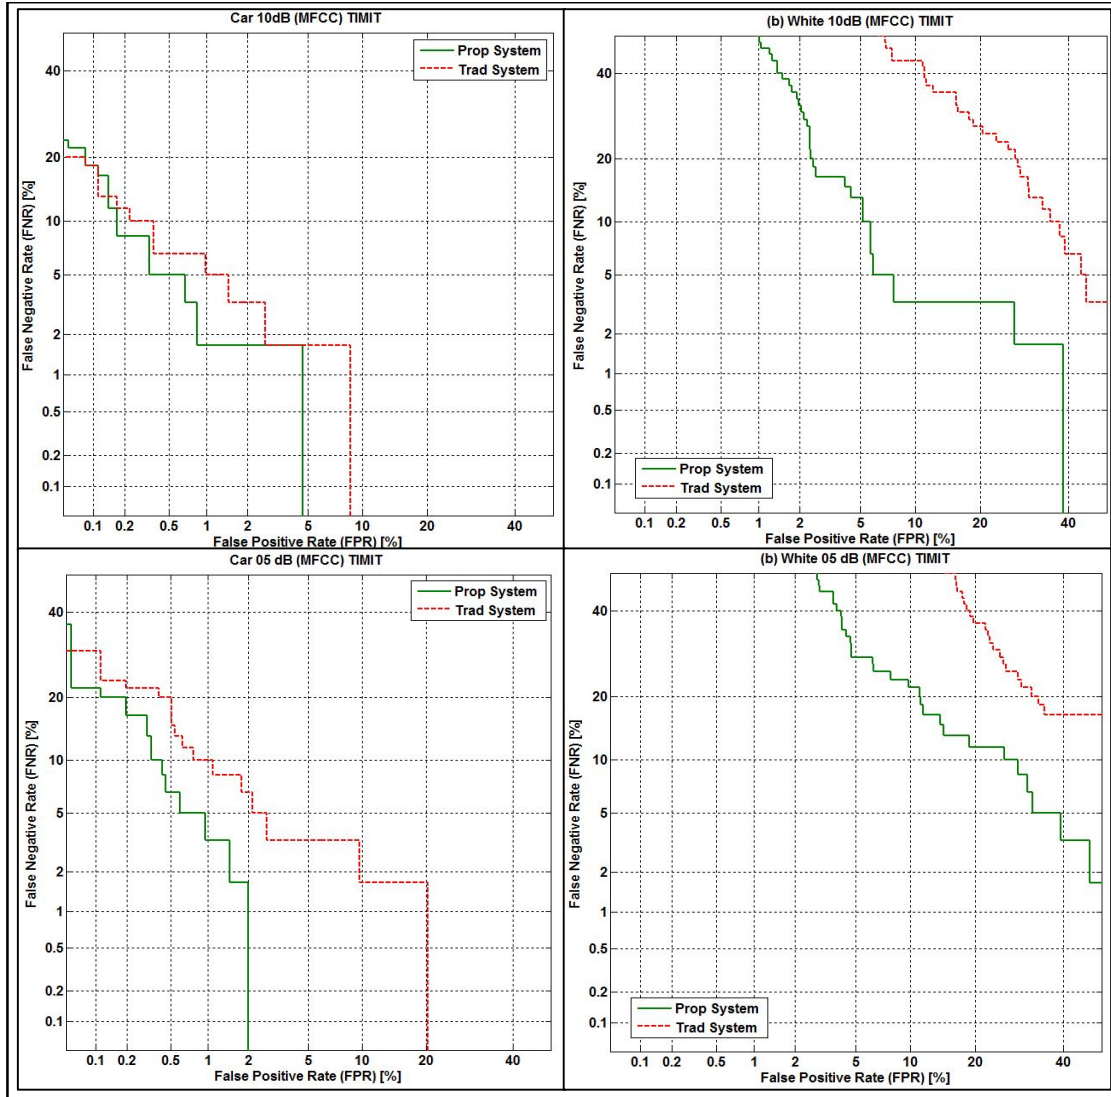 Car 10dB (MFCC) TIMIT
Prop System
Trad System
False Negative Rate (FNR) [%]
40
20
10
5
2
1
0.5
0.2
0.1
0.1 0.2 0.5 1 2 5 10 20 40
False Positive Rate (FPR) [%]
(b) White 10dB (MFCC) TIMIT
False Negative Rate (FNR) [%]
40
20
10
5
2
1
0.5
0.2
0.1
Prop System
Trad System
0.1 0.2 0.5 1 2 5 10 20 40
False Positive Rate (FPR) [%]
Car 05 dB (MFCC) TIMIT
Prop System
Trad System
False Negative Rate (FNR) [%]
40
20
10
5
2
1
0.5
0.2
0.1
0.1 0.2 0.5 1 2 5 10 20 40
False Positive Rate (FPR) [%]
(b) White 05 dB (MFCC) TIMIT
False Negative Rate (FNR) [%]
40
20
10
5
2
1
0.5
0.2
0.1
Prop System
Trad System
0.1 0.2 0.5 1 2 5 10 20 40
False Positive Rate (FPR) [%]